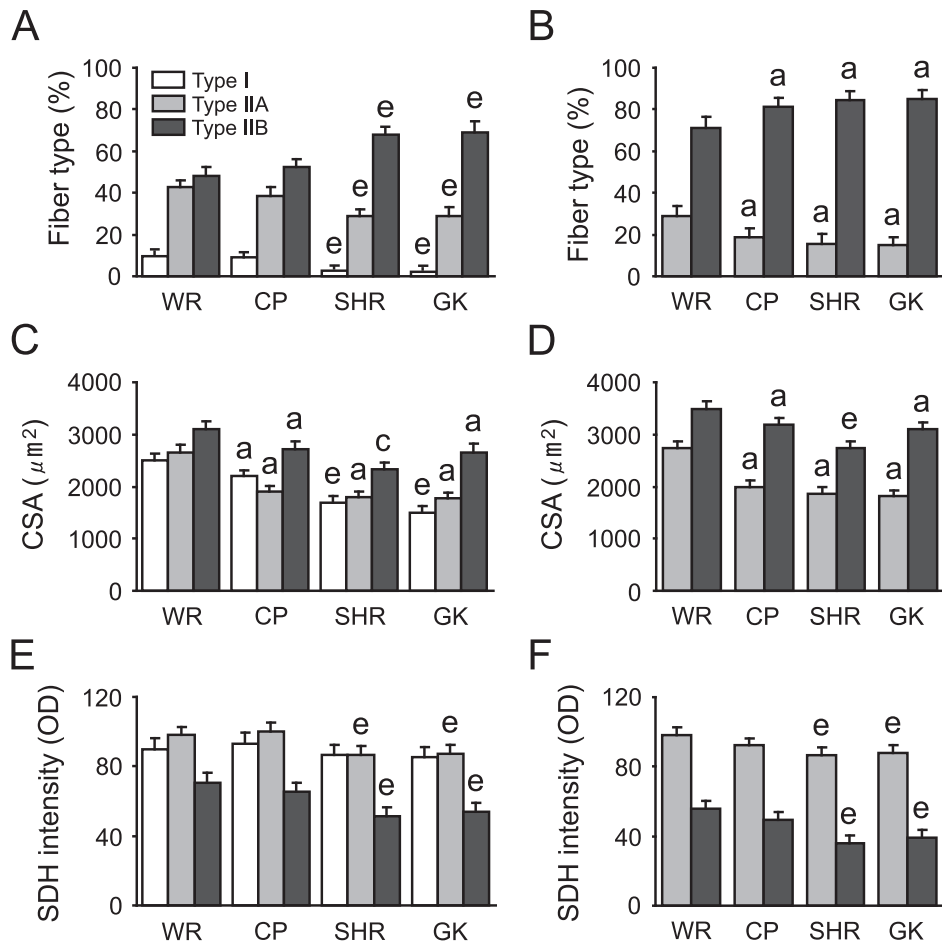 A
Fiber type (%)
100
80
60
40
20
0
Type I
Type IIA
Type IIB
e e
e e
e e
WR CP SHR GK
B
Fiber type (%)
100
80
60
40
20
0
a a a
a a a
WR CP SHR GK
C
CSA (μm²)
4000
3000
2000
1000
0
a a a
e a c
e a a
WR CP SHR GK
D
CSA (μm²)
4000
3000
2000
1000
0
a e a
a a a
WR CP SHR GK
E
SDH intensity (OD)
120
80
40
0
e e
e e
WR CP SHR GK
F
SDH intensity (OD)
120
80
40
0
e e
e e
WR CP SHR GK